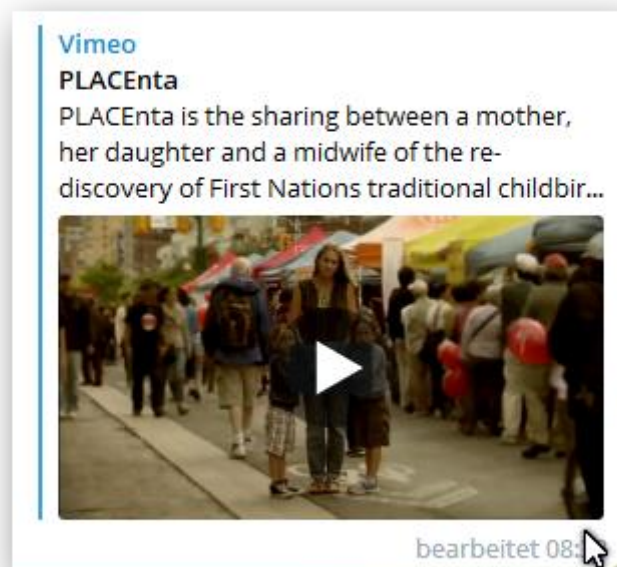 Vimeo
PLACEnta
PLACEnta is the sharing between a mother,
her daughter and a midwife of the re-
discovery of First Nations traditional childbir...
bearbeitet 08: